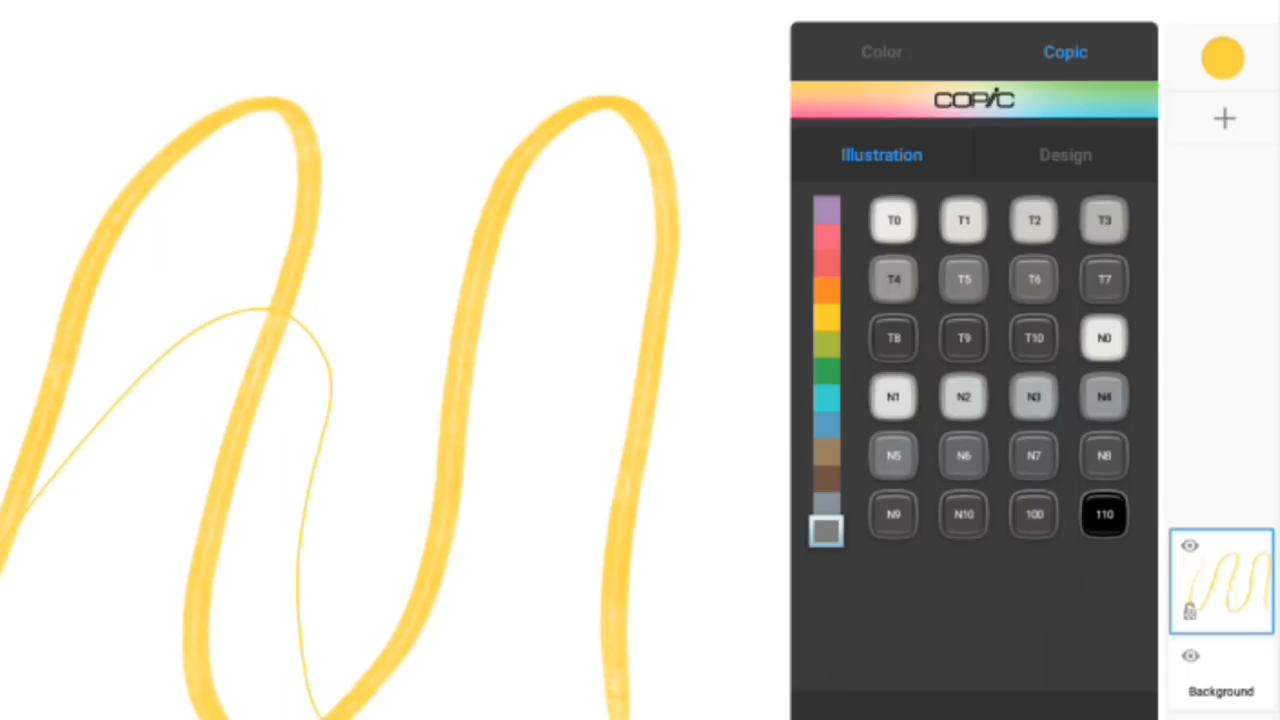 Color Copic
COPIC
Illustration Design
T0 T1 T2 T3
T4 T5 T6 T7
T8 T9 T10 N0
N1 N2 N3 N4
N5 N6 N7 N8
N9 N10 100 110
Background